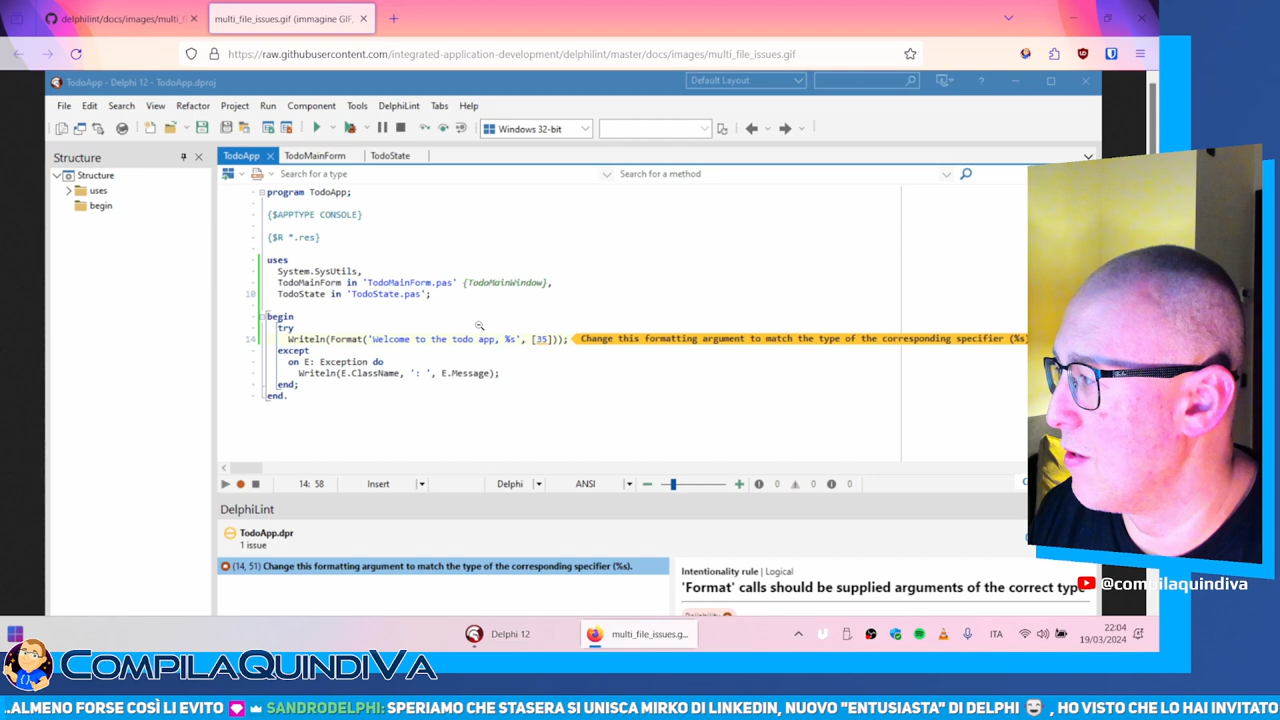 delphilint/docs/images/multi_f
multi_file_issues.gif (immagine GIF,
https://raw.githubusercontent.com/integrated-application-development/delphilint/master/docs/images/multi_file_issues.gif
TodoApp - Delphi 12 - TodoApp.dproj
Default Layout
File Edit Search View Refactor Project Run Component Tools DelphiLint Tabs Help
Windows 32-bit
Structure
TodoApp TodoMainForm TodoState
Structure
Search for a type
Search for a method
uses
begin
program TodoApp;
{$APPTYPE CONSOLE}
{$R *.res}
uses
System.SysUtils,
TodoMainForm in 'TodoMainForm.pas' {TodoMainWindow},
10 TodoState in 'TodoState.pas';
begin
try
14 Writeln(Format('Welcome to the todo app, %s', [35])); Change this formatting argument to match the type of the corresponding specifier (%s)
except
on E: Exception do
Writeln(E.ClassName, ': ', E.Message);
end;
end.
14: 58 Insert Delphi ANSI 0 0 0
DelphiLint
TodoApp.dpr
1 issue
(14, 51) Change this formatting argument to match the type of the corresponding specifier (%s).
Intentionality rule | Logical
'Format' calls should be supplied arguments of the correct type
@compilaquindiva
Delphi 12
multi_file_issues.g...
ITA
22:04
19/03/2024
COMPILAQUINDIVA
..ALMENO FORSE COSÌ LI EVITO SANDRODELPHI: SPERIAMO CHE STASERA SI UNISCA MIRKO DI LINKEDIN, NUOVO "ENTUSIASTA" DI DELPHI , HO VISTO CHE LO HAI INVITATO